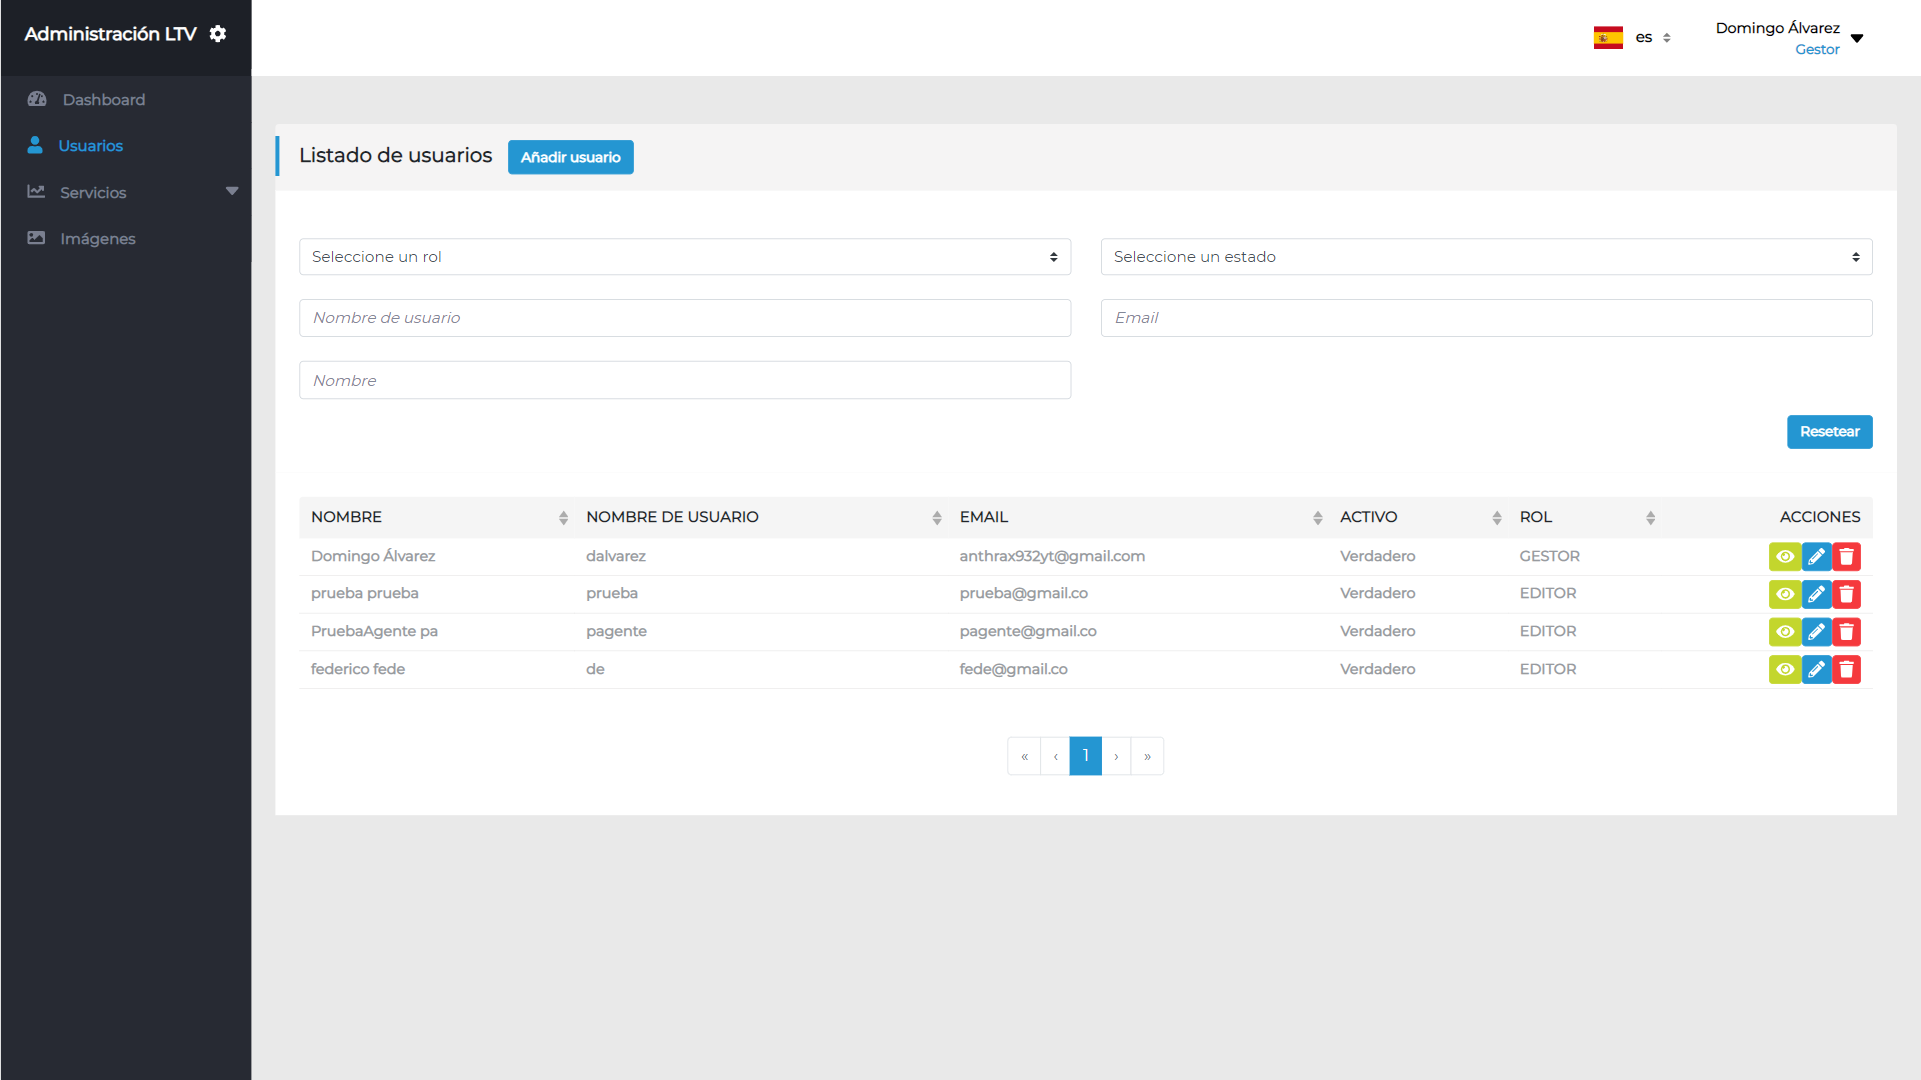 Administración LTV
es
Domingo Álvarez
Gestor
Dashboard
Usuarios
Servicios
Imágenes
Listado de usuarios
Añadir usuario
Seleccione un rol
Seleccione un estado
Nombre de usuario
Email
Nombre
Resetear
NOMBRE NOMBRE DE USUARIO EMAIL ACTIVO ROL ACCIONES
Domingo Álvarez dalvarez anthrax932yt@gmail.com Verdadero GESTOR
prueba prueba prueba prueba@gmail.co Verdadero EDITOR
PruebaAgente pa pagente pagente@gmail.co Verdadero EDITOR
federico fede de fede@gmail.co Verdadero EDITOR
« ‹ 1 › »